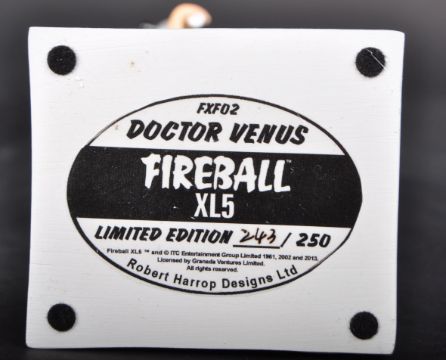 FXF02
DOCTOR VENUS
FIREBALL™
XL5
LIMITED EDITION 243 / 250
Fireball XL5 ™ and © ITC Entertainment Group Limited 1961, 2002 and 2013.
Licensed by Granada Ventures Limited.
All rights reserved.
Robert Harrop Designs Ltd